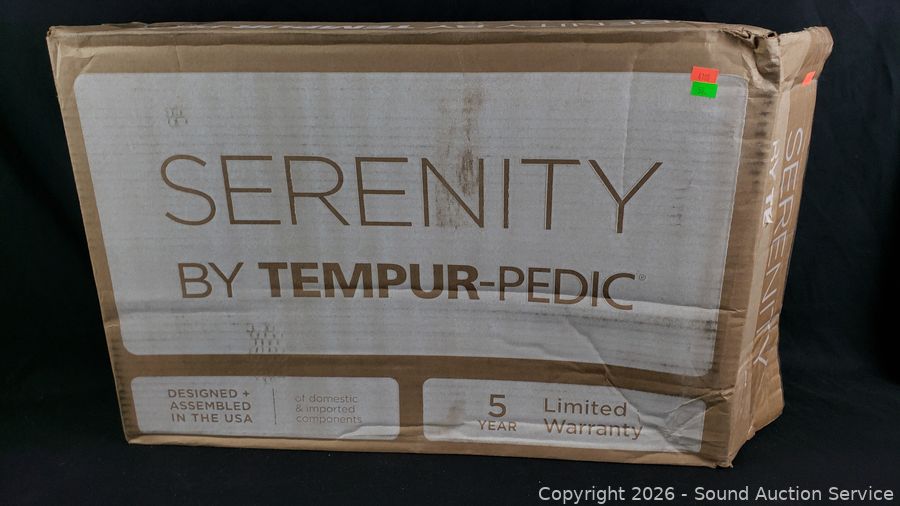 SERENITY
BY TEMPUR-PEDIC®
DESIGNED +
ASSEMBLED
IN THE USA
of domestic
& imported
components
5
YEAR
Limited
Warranty
SERENITY
Copyright 2026 - Sound Auction Service